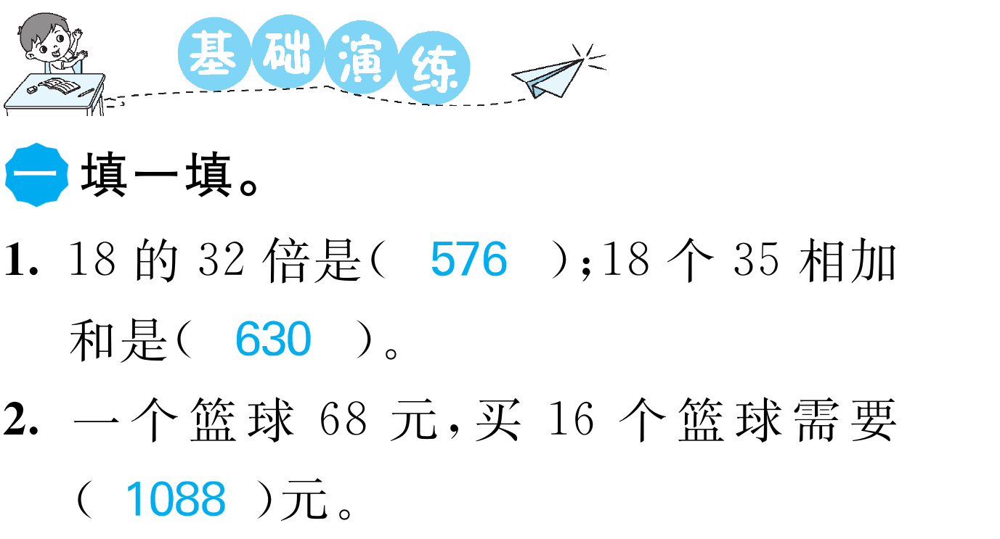 基础演练
一 填一填。
1. 18 的 32 倍是( 576 );18 个 35 相加
和是( 630 )。
2. 一个篮球 68 元,买 16 个篮球需要
( 1088 )元。